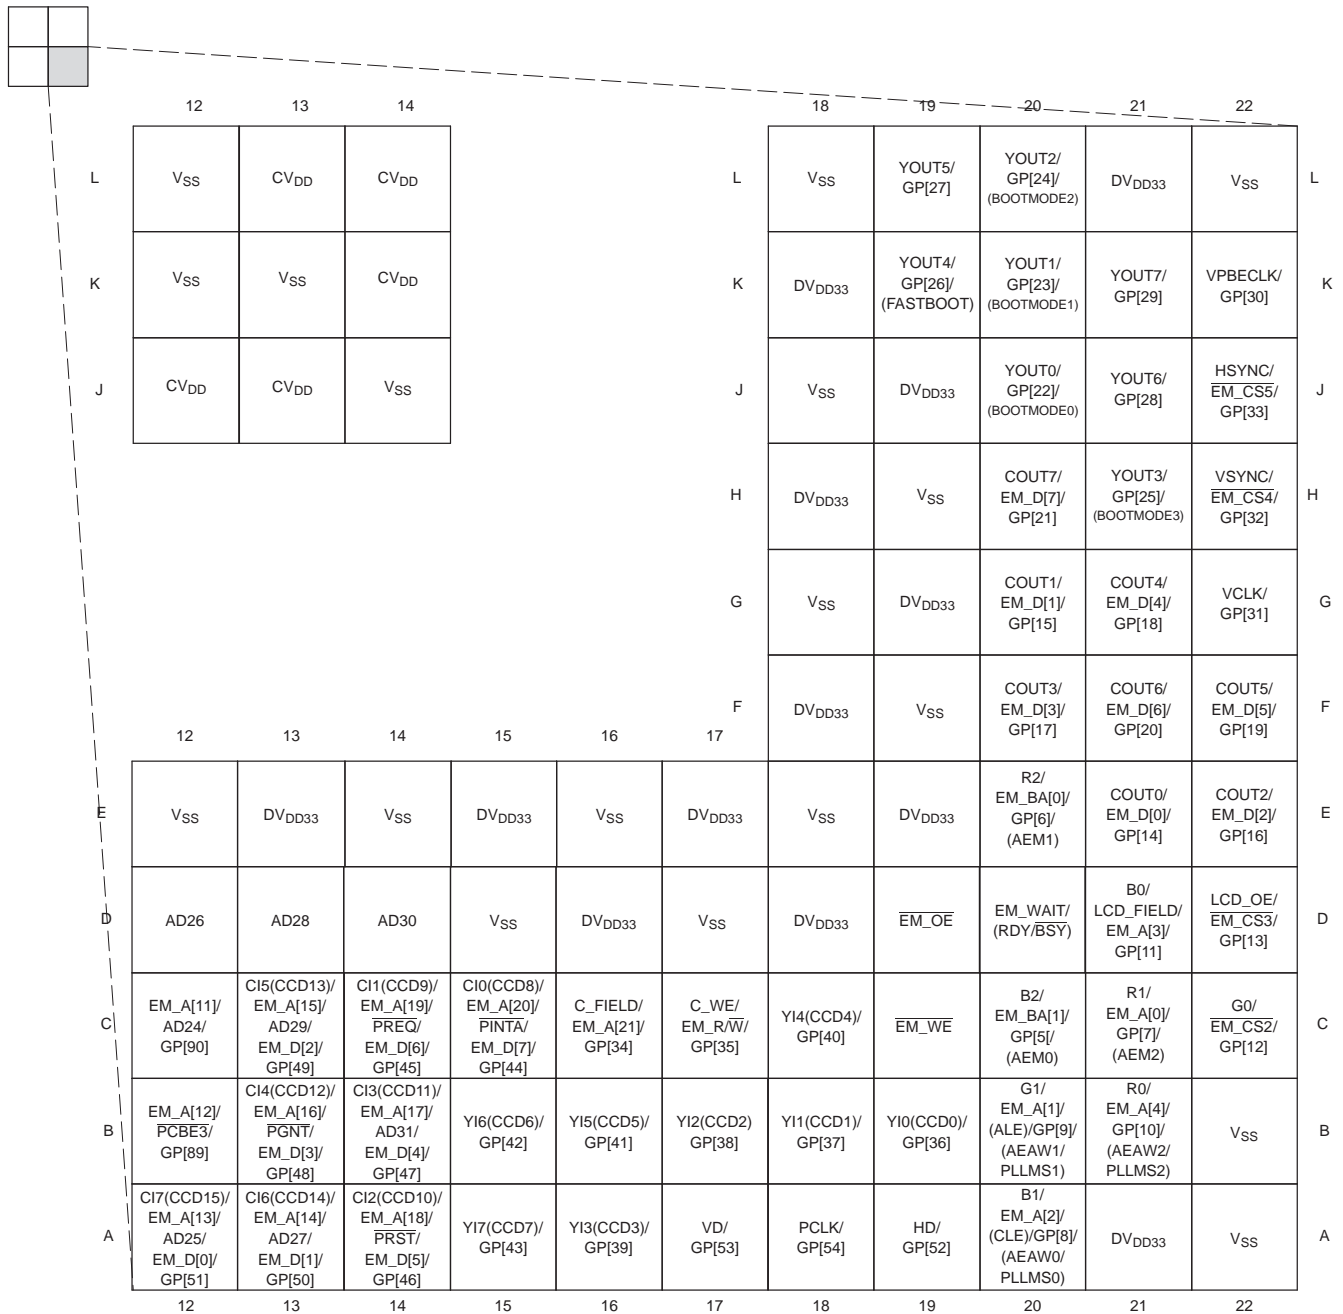 12 13 14 18 19 20 21 22
L VSS CVDD CVDD L VSS YOUT5/ GP[27] YOUT2/ GP[24]/ (BOOTMODE2) DVDD33 VSS L
K VSS VSS CVDD K DVDD33 YOUT4/ GP[26]/ (FASTBOOT) YOUT1/ GP[23]/ (BOOTMODE1) YOUT7/ GP[29] VPBECLK/ GP[30] K
J CVDD CVDD VSS J VSS DVDD33 YOUT0/ GP[22]/ (BOOTMODE0) YOUT6/ GP[28] HSYNC/ EM_CS5/ GP[33] J
H DVDD33 VSS COUT7/ EM_D[7]/ GP[21] YOUT3/ GP[25]/ (BOOTMODE3) VSYNC/ EM_CS4/ GP[32] H
G VSS DVDD33 COUT1/ EM_D[1]/ GP[15] COUT4/ EM_D[4]/ GP[18] VCLK/ GP[31] G
F DVDD33 VSS COUT3/ EM_D[3]/ GP[17] COUT6/ EM_D[6]/ GP[20] COUT5/ EM_D[5]/ GP[19] F
12 13 14 15 16 17
E VSS DVDD33 VSS DVDD33 VSS DVDD33 VSS DVDD33 R2/ EM_BA[0]/ GP[6]/ (AEM1) COUT0/ EM_D[0]/ GP[14] COUT2/ EM_D[2]/ GP[16] E
D AD26 AD28 AD30 VSS DVDD33 VSS DVDD33 EM_OE EM_WAIT/ (RDY/BSY) B0/ LCD_FIELD/ EM_A[3]/ GP[11] LCD_OE/ EM_CS3/ GP[13] D
C EM_A[11]/ AD24/ GP[90] CI5(CCD13)/ EM_A[15]/ AD29/ EM_D[2]/ GP[49] CI1(CCD9)/ EM_A[19]/ PREQ/ EM_D[6]/ GP[45] CI0(CCD8)/ EM_A[20]/ PINTA/ EM_D[7]/ GP[44] C_FIELD/ EM_A[21]/ GP[34] C_WE/ EM_R/W/ GP[35] YI4(CCD4)/ GP[40] EM_WE B2/ EM_BA[1]/ GP[5[/ (AEM0) R1/ EM_A[0]/ GP[7]/ (AEM2) G0/ EM_CS2/ GP[12] C
B EM_A[12]/ PCBE3/ GP[89] CI4(CCD12)/ EM_A[16]/ PGNT/ EM_D[3]/ GP[48] CI3(CCD11)/ EM_A[17]/ AD31/ EM_D[4]/ GP[47] YI6(CCD6)/ GP[42] YI5(CCD5)/ GP[41] YI2(CCD2) GP[38] YI1(CCD1)/ GP[37] YI0(CCD0)/ GP[36] G1/ EM_A[1]/ (ALE)/GP[9]/ (AEAW1/ PLLMS1) R0/ EM_A[4]/ GP[10]/ (AEAW2/ PLLMS2) VSS B
A CI7(CCD15)/ EM_A[13]/ AD25/ EM_D[0]/ GP[51] CI6(CCD14)/ EM_A[14]/ AD27/ EM_D[1]/ GP[50] CI2(CCD10)/ EM_A[18]/ PRST/ EM_D[5]/ GP[46] YI7(CCD7)/ GP[43] YI3(CCD3)/ GP[39] VD/ GP[53] PCLK/ GP[54] HD/ GP[52] B1/ EM_A[2]/ (CLE)/GP[8]/ (AEAW0/ PLLMS0) DVDD33 VSS A
12 13 14 15 16 17 18 19 20 21 22